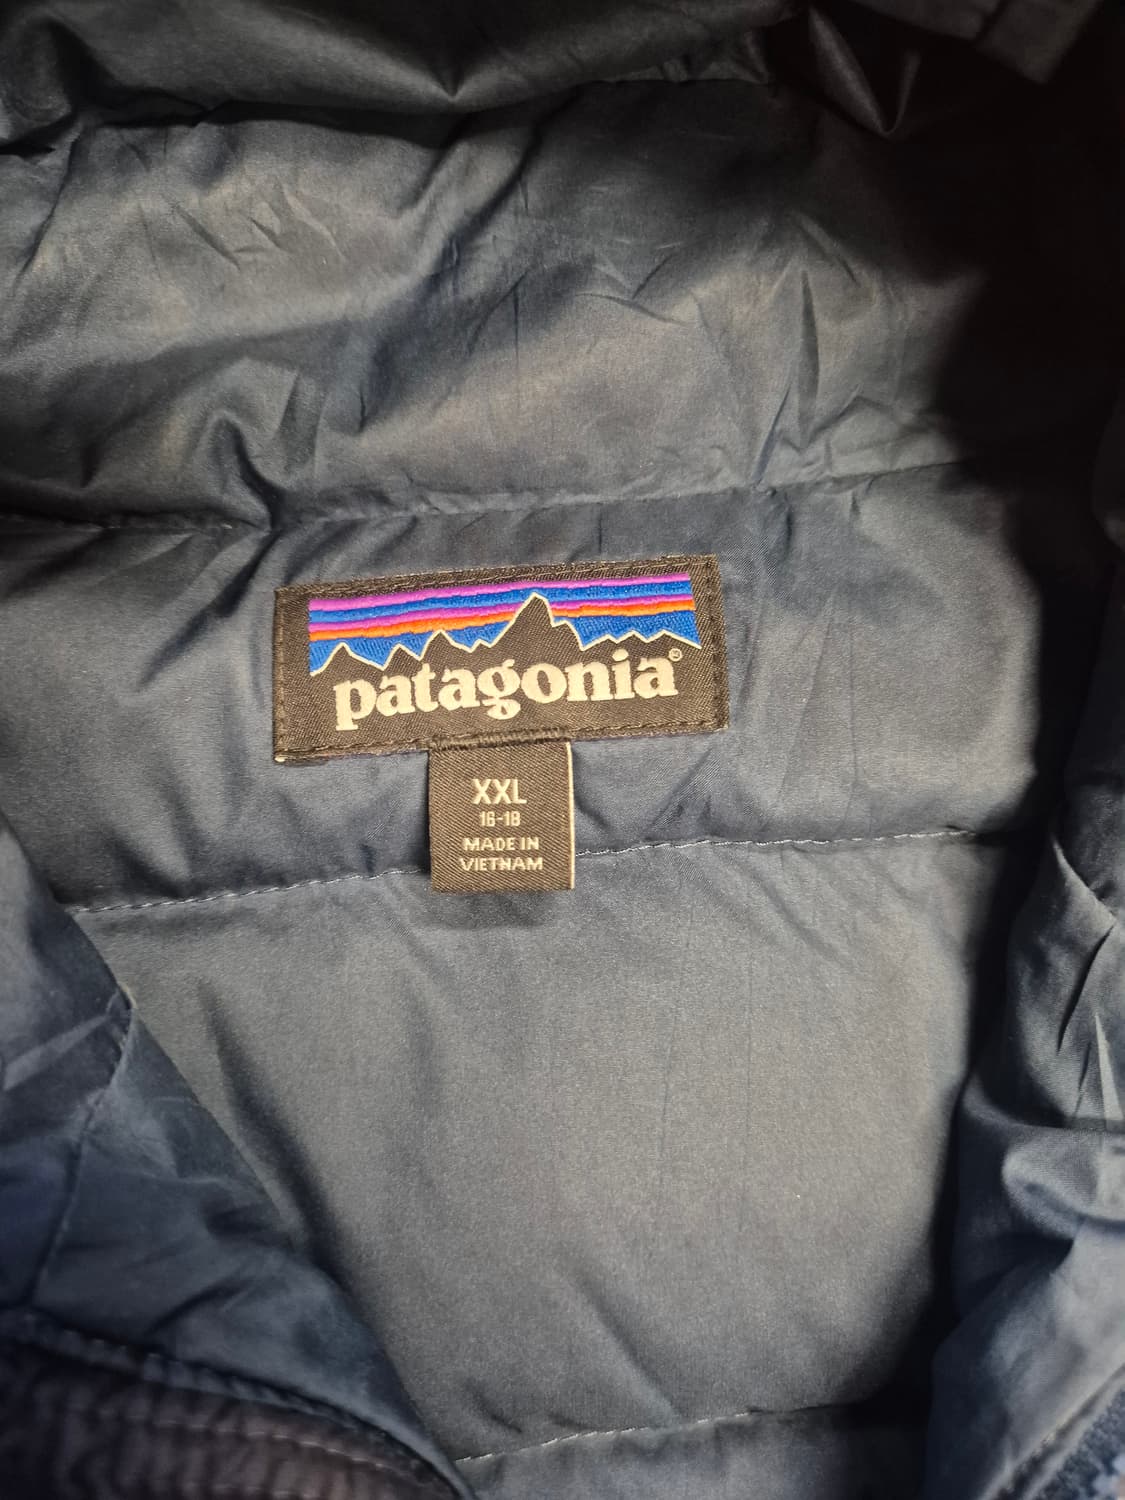 patagonia®
XXL
16-18
MADE IN
VIETNAM